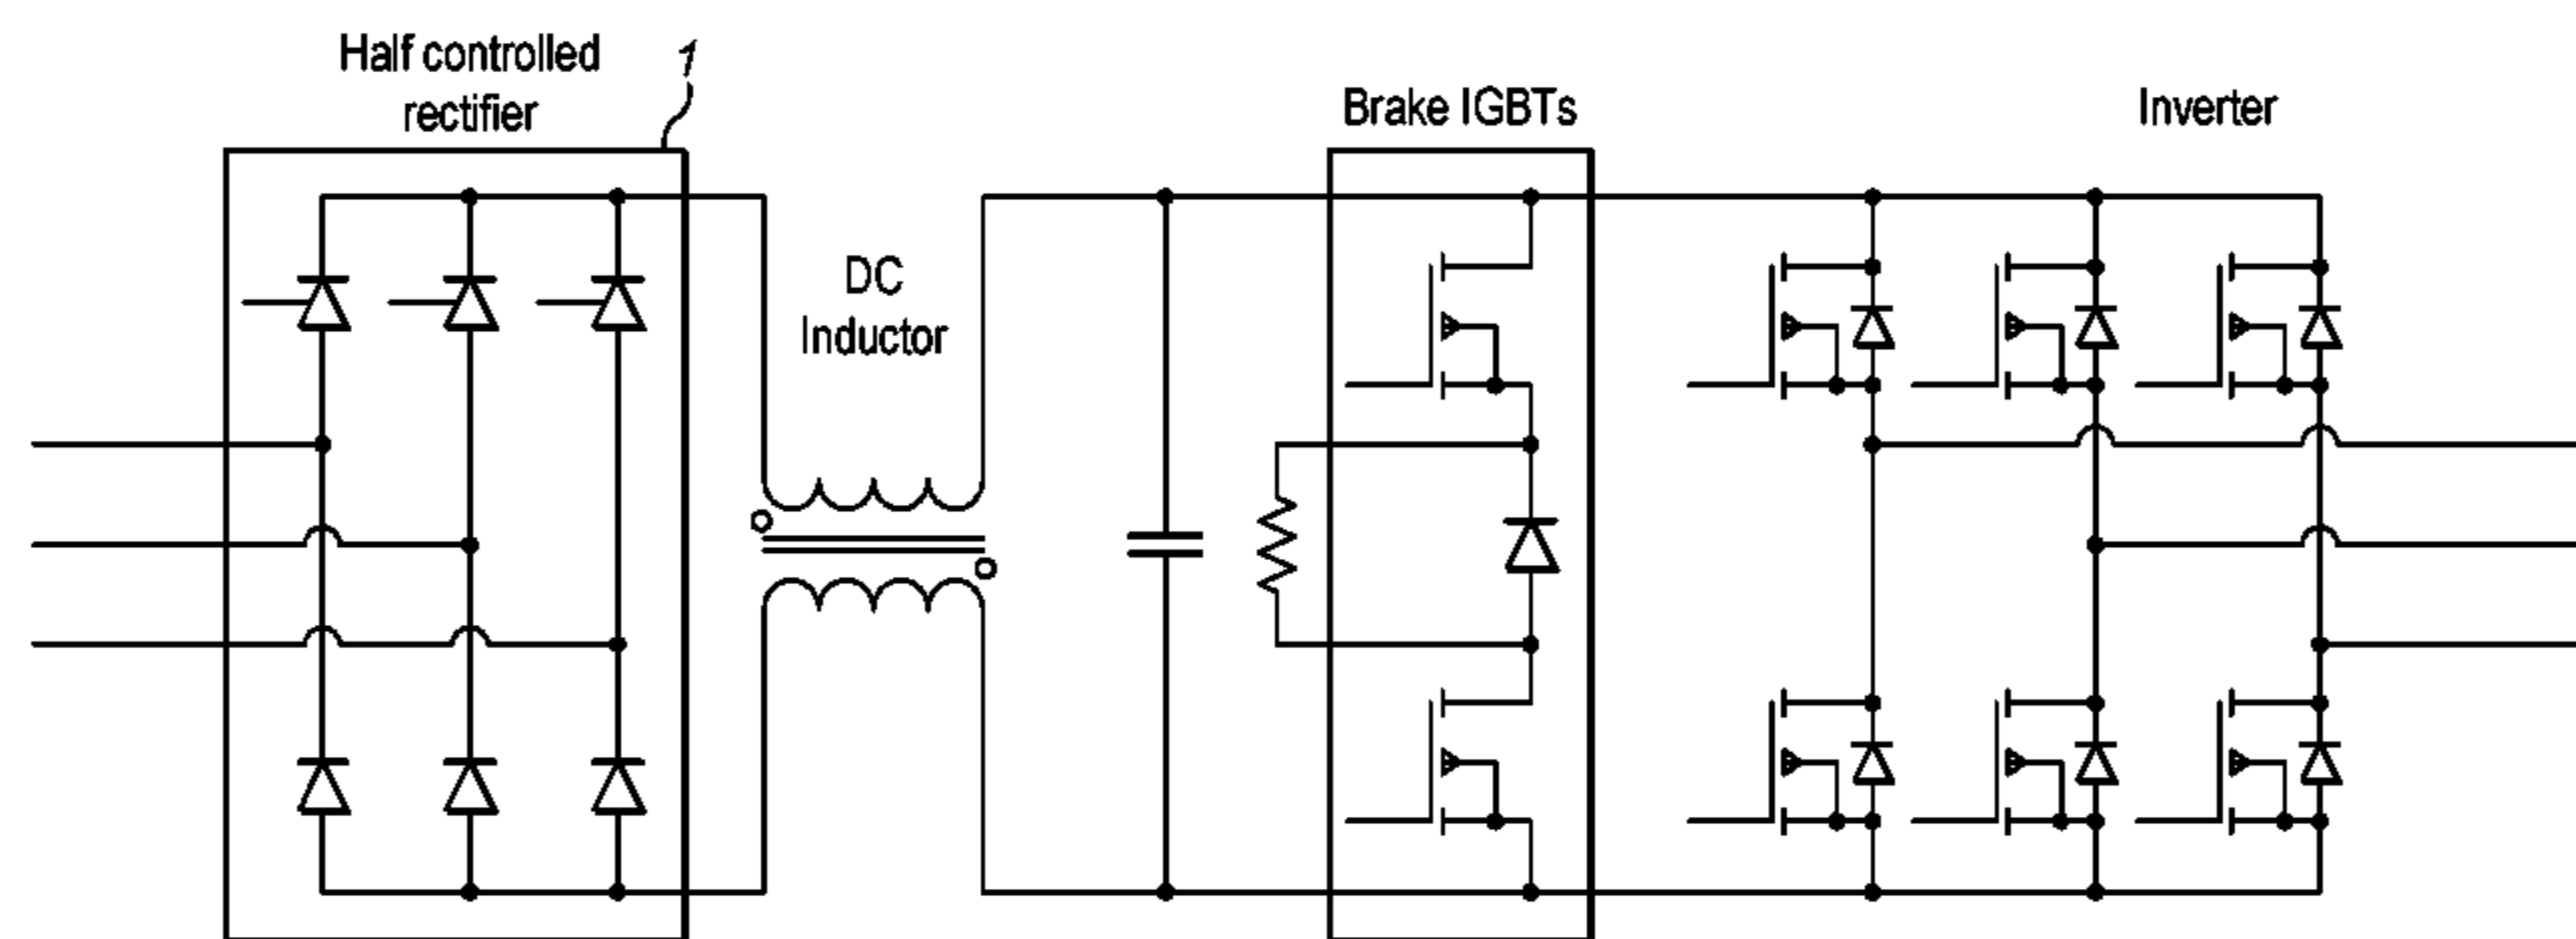 Half controlled
rectifier
1
DC
Inductor
Brake IGBTs
Inverter